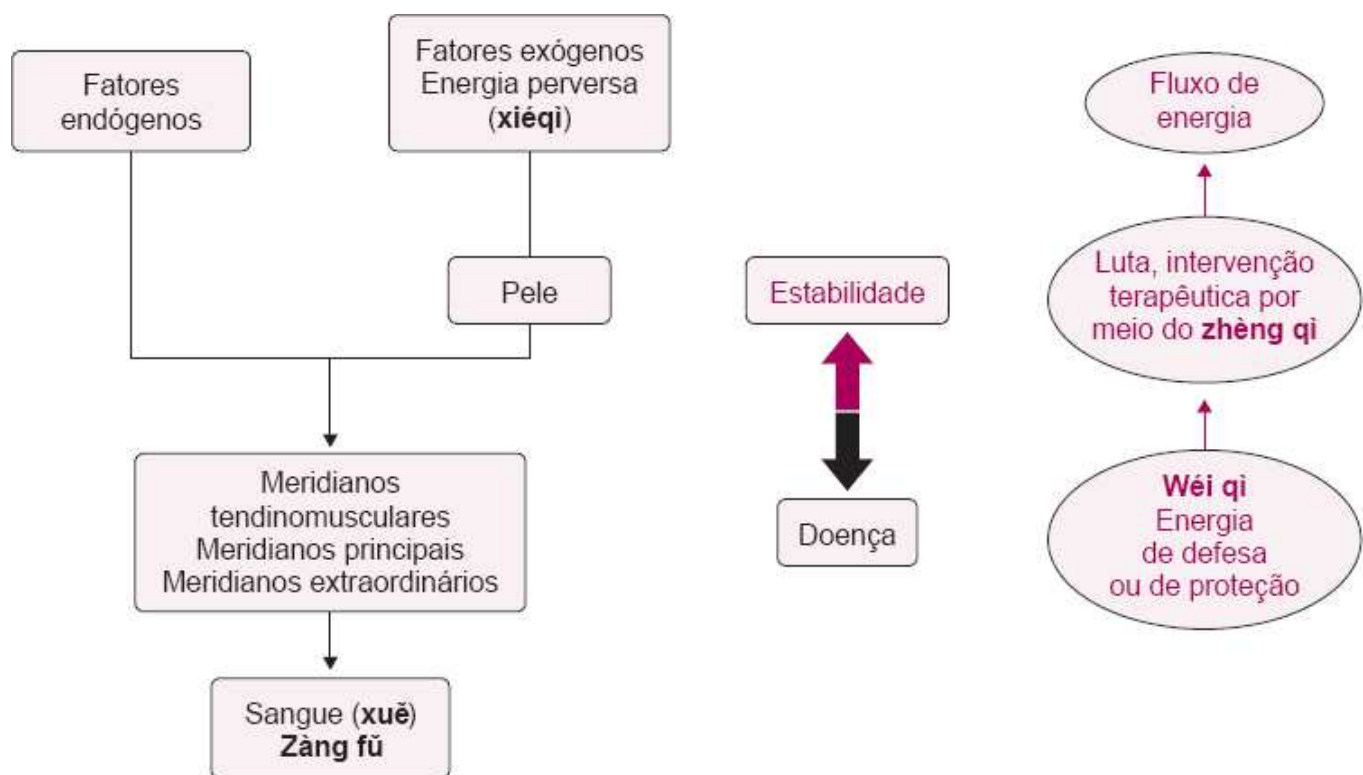 Fatores
endógenos
Fatores exógenos
Energia perversa
(xiéqì)
Pele
Meridianos
tendinomusculares
Meridianos principais
Meridianos extraordinários
Sangue (xuě)
Zàng fǔ
Estabilidade
Doença
Fluxo de
energia
Luta, intervenção
terapêutica por
meio do zhèng qì
Wéi qì
Energia
de defesa
ou de proteção